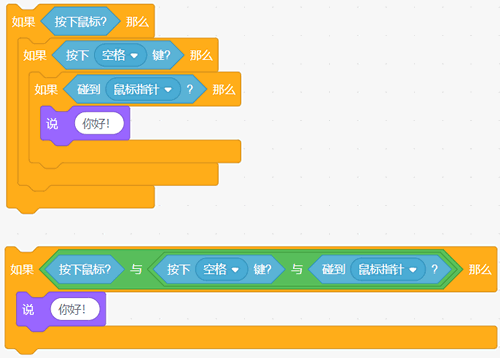 如果 按下鼠标? 那么
如果 按下 空格 键? 那么
如果 碰到 鼠标指针 ? 那么
说 你好！
如果 按下鼠标? 与 按下 空格 键? 与 碰到 鼠标指针 ? 那么
说 你好！